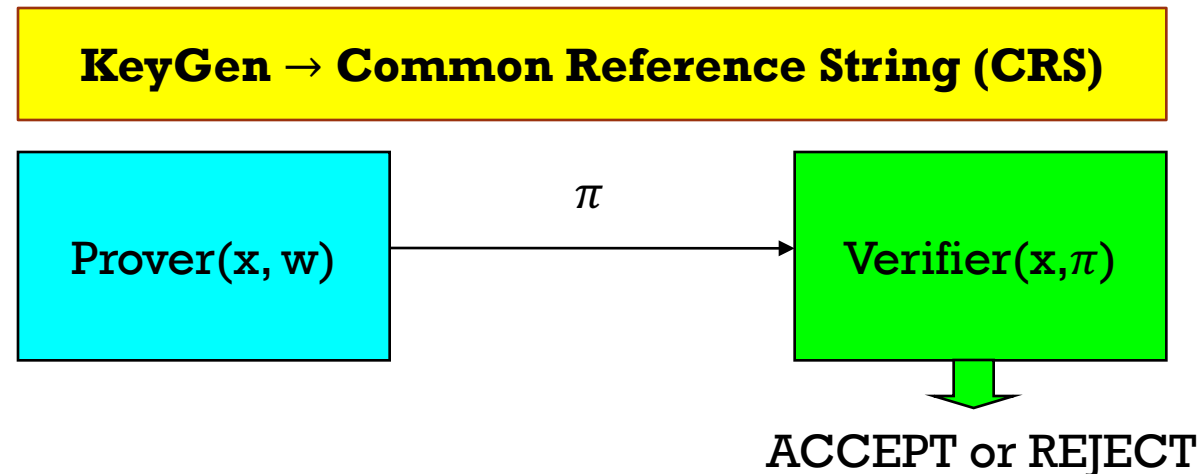 KeyGen → Common Reference String (CRS)
π
Prover(x, w)
Verifier(x,π)
ACCEPT or REJECT